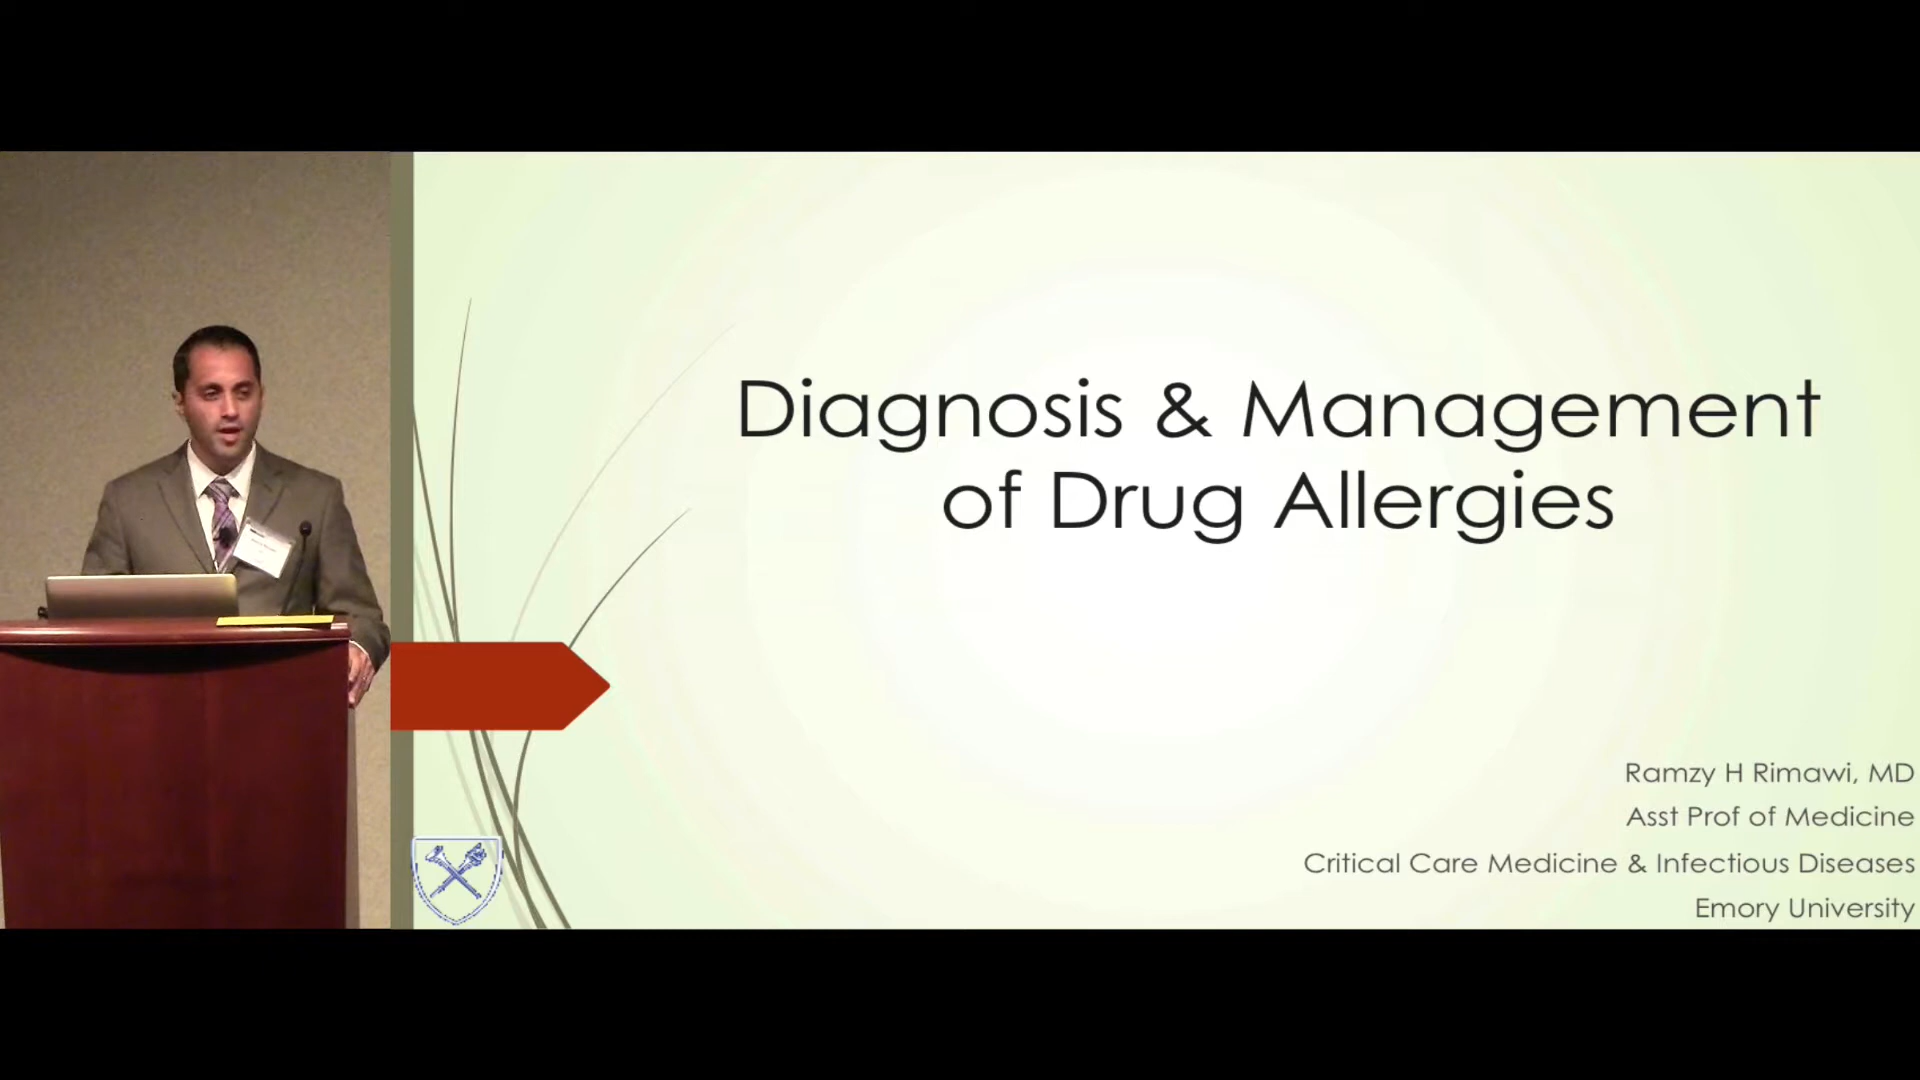 Diagnosis & Management
of Drug Allergies
Ramzy H Rimawi, MD
Asst Prof of Medicine
Critical Care Medicine & Infectious Diseases
Emory University